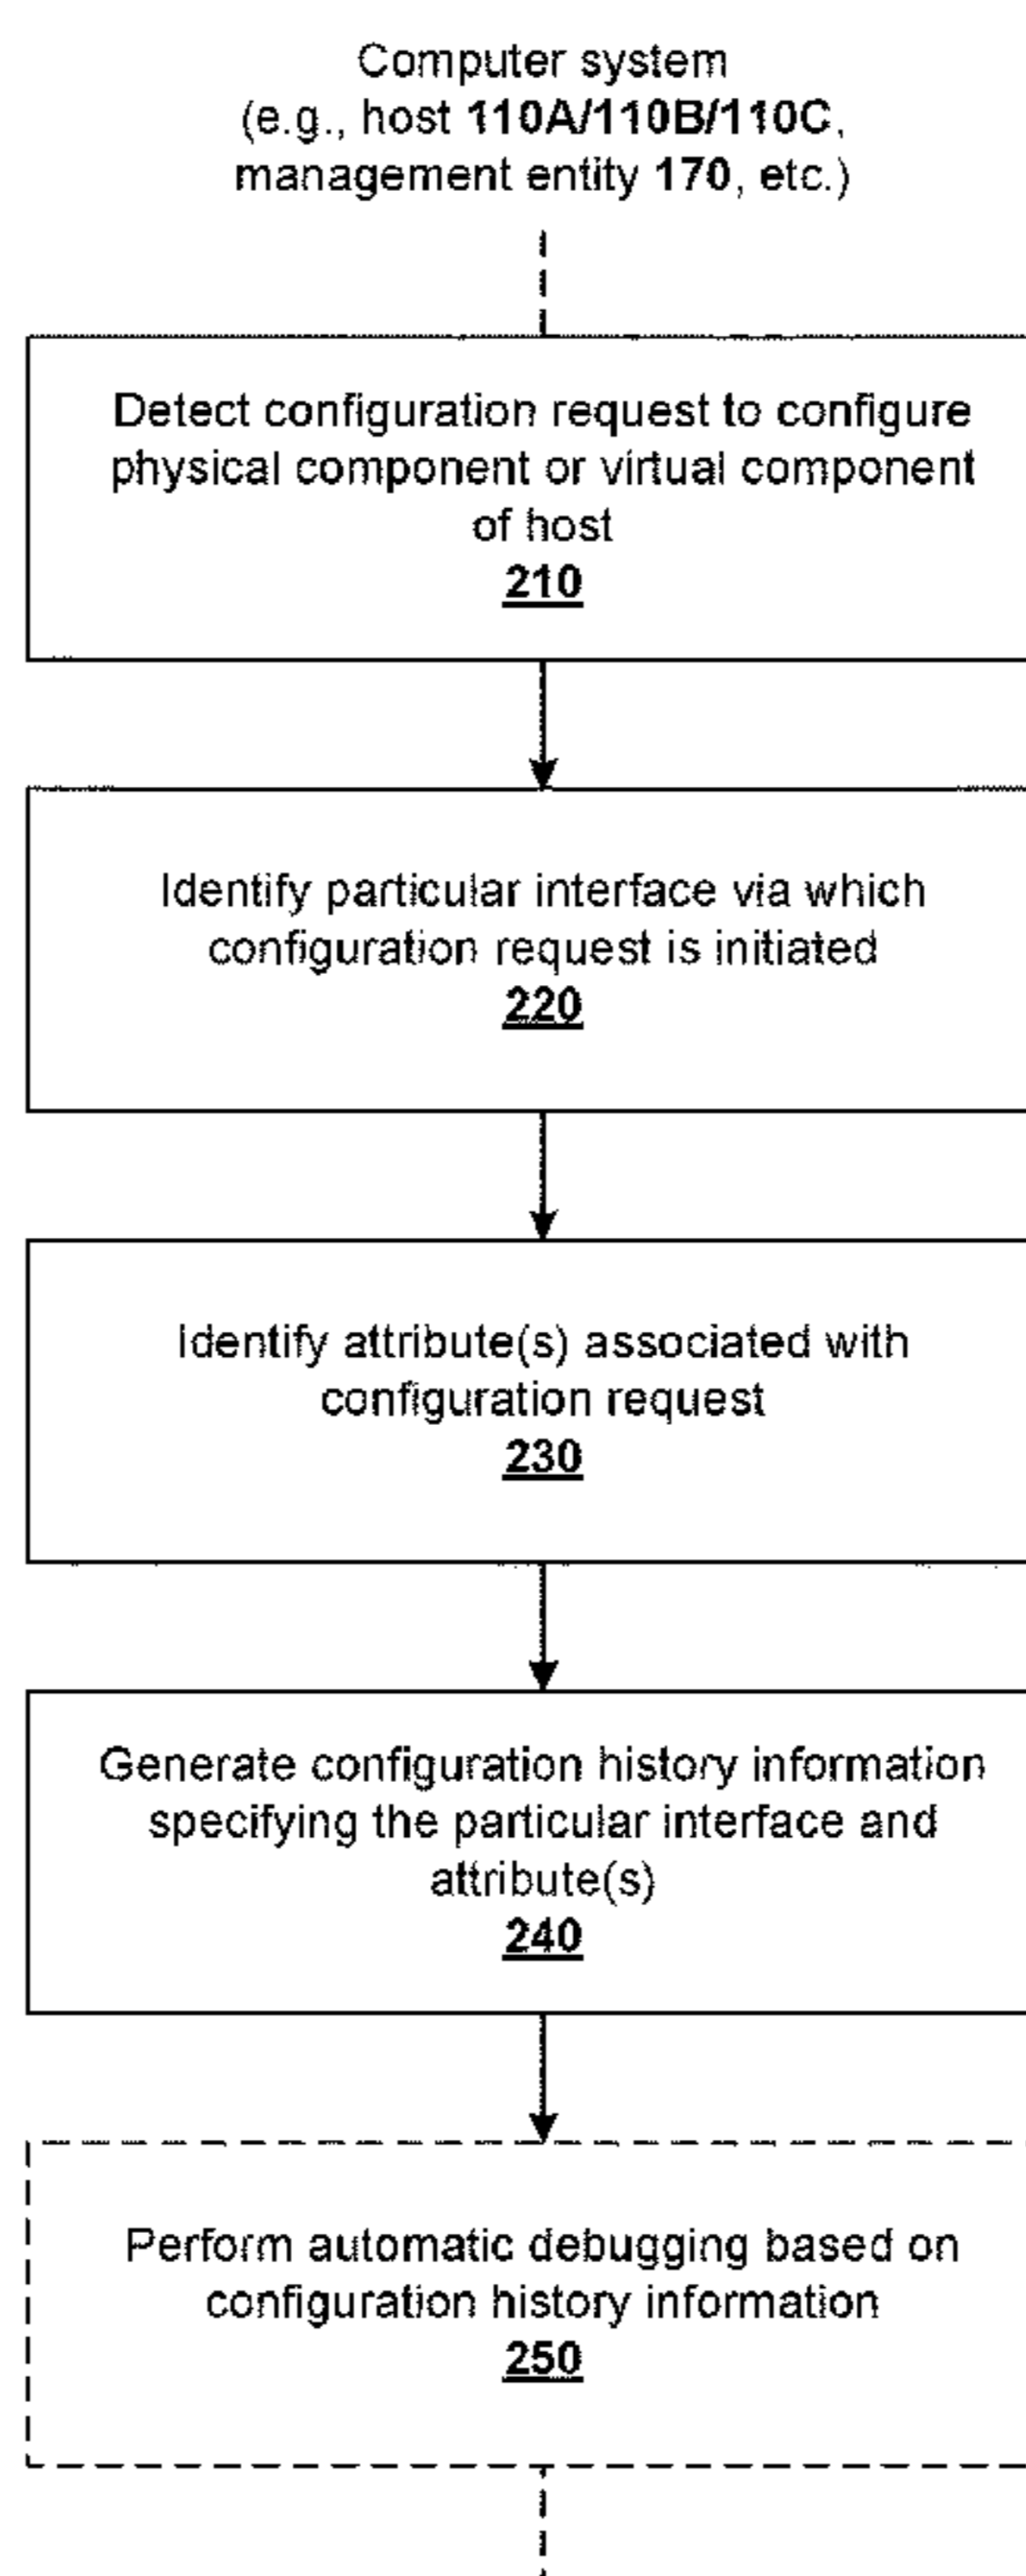 Computer system
(e.g., host 110A/110B/110C,
management entity 170, etc.)
Detect configuration request to configure
physical component or virtual component
of host
210
Identify particular interface via which
configuration request is initiated
220
Identify attribute(s) associated with
configuration request
230
Generate configuration history information
specifying the particular interface and
attribute(s)
240
Perform automatic debugging based on
configuration history information
250